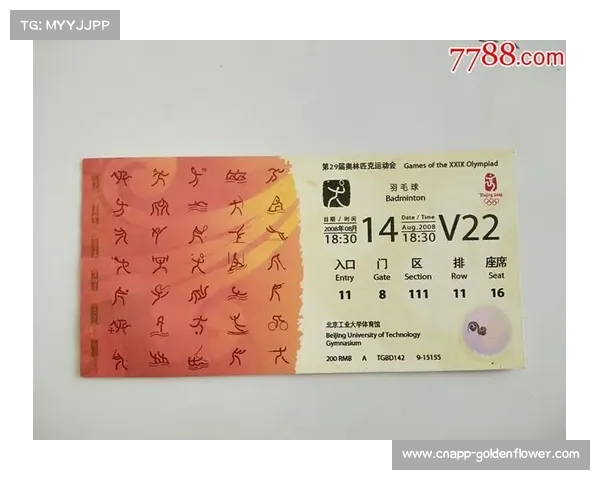 TG: MYYJJPP
7788.com
第29届奥林匹克运动会 Games of the XXIX Olympiad
羽毛球
Badminton
Beijing 2008
日期 / 时间
2008年08月
18:30
14
Date / Time
Aug.2008
18:30
V22
入口 门 区 排 座席
Entry Gate Section Row Seat
11 8 111 11 16
北京工业大学体育馆
Beijing University of Technology
Gymnasium
200 RMB A TGBD142 9-15155
www.cnapp-goldenflower.com